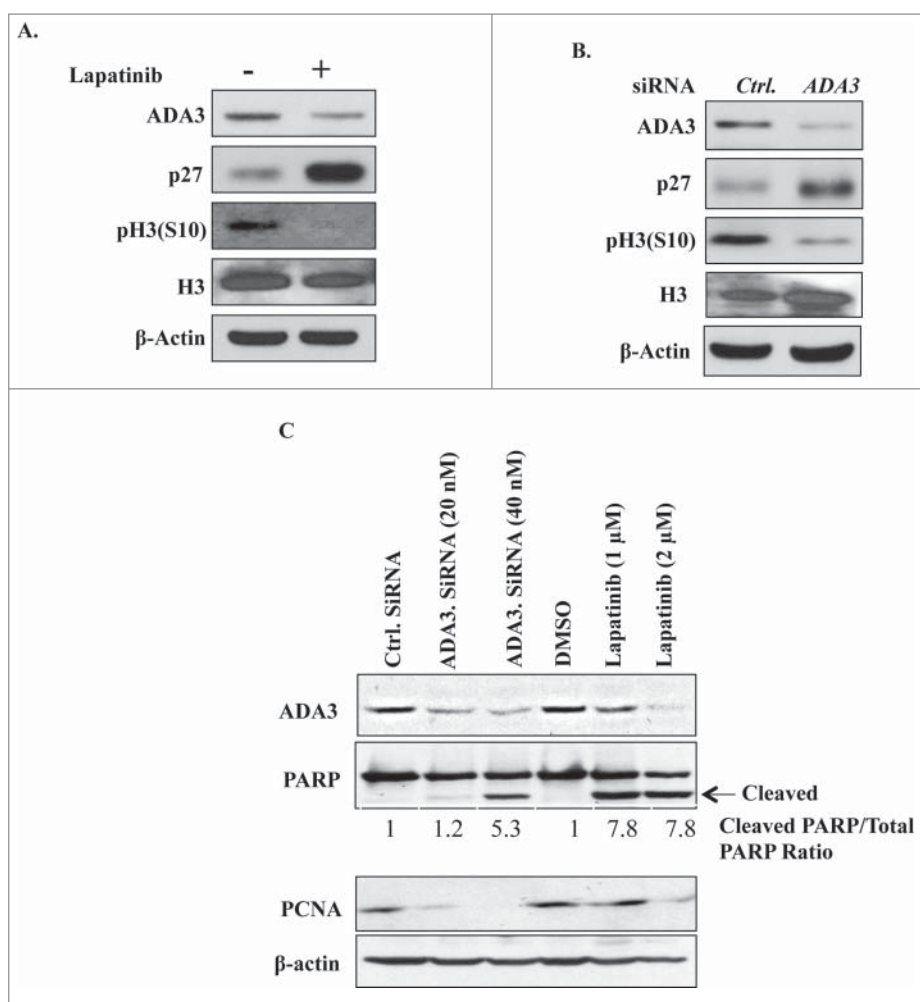 A.
Lapatinib - +
ADA3
p27
pH3(S10)
H3
β-Actin
B.
siRNA Ctrl. ADA3
ADA3
p27
pH3(S10)
H3
β-Actin
C
Ctrl. SiRNA
ADA3. SiRNA (20 nM)
ADA3. SiRNA (40 nM)
DMSO
Lapatinib (1 μM)
Lapatinib (2 μM)
ADA3
PARP
Cleaved
1 1.2 5.3 1 7.8 7.8 Cleaved PARP/Total
PARP Ratio
PCNA
β-actin